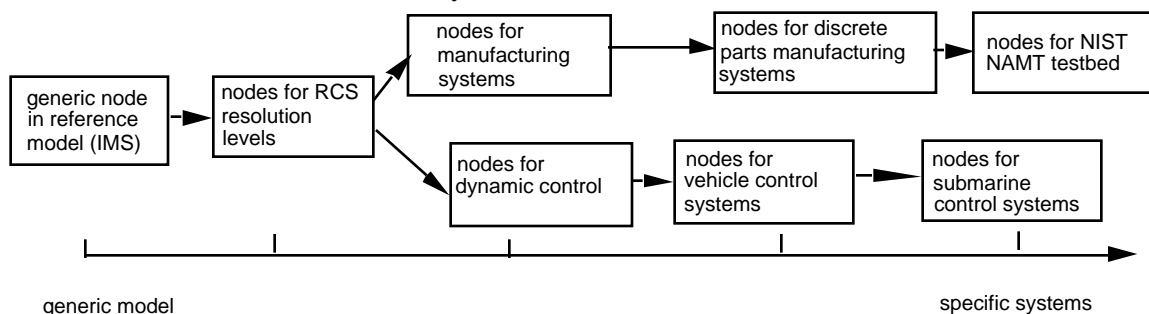 nodes for
manufacturing
systems
nodes for discrete
parts manufacturing
systems
nodes for NIST
NAMT testbed
generic node
in reference
model (IMS)
nodes for RCS
resolution
levels
nodes for
dynamic control
nodes for
vehicle control
systems
nodes for
submarine
control systems
generic model
specific systems